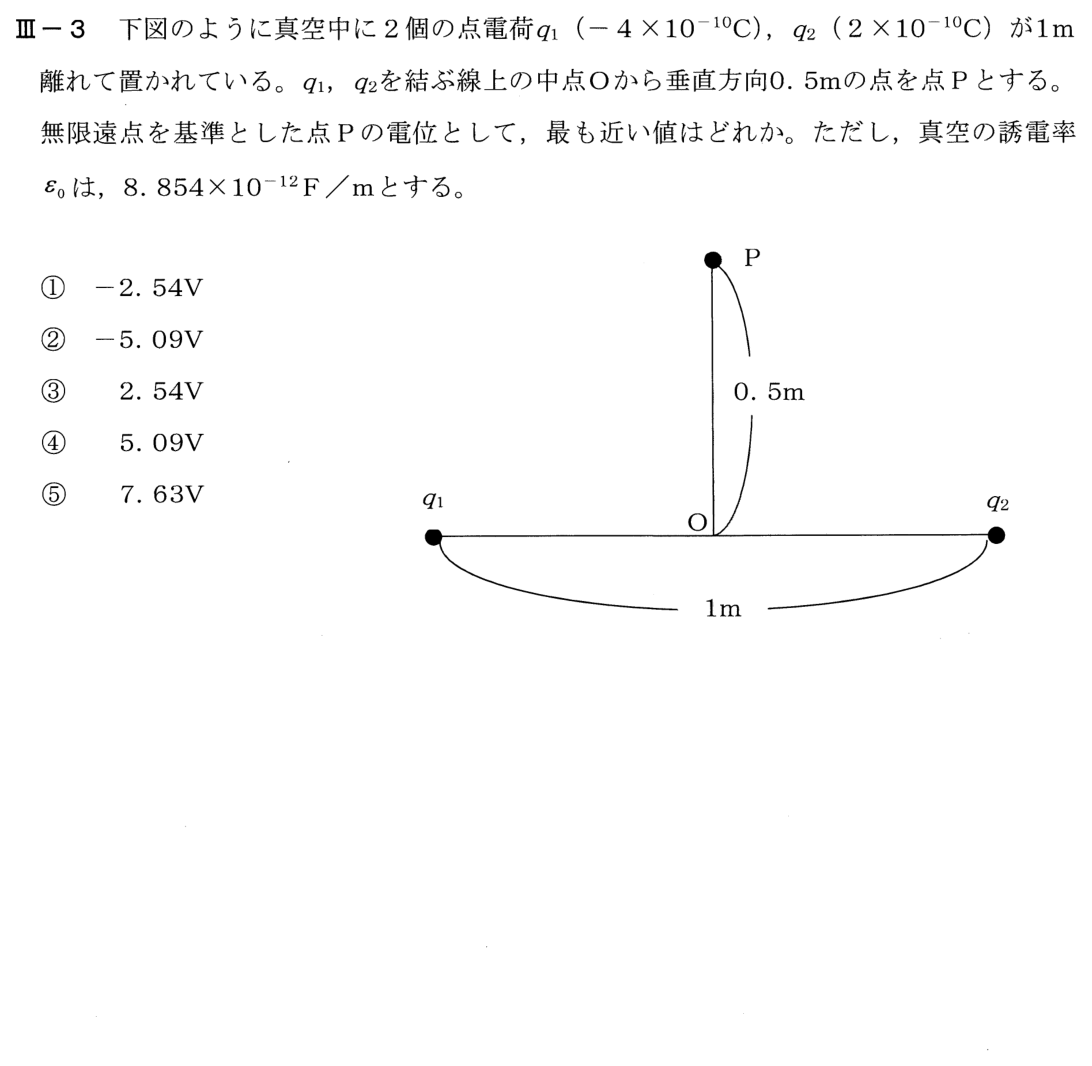 Ⅲ－3　下図のように真空中に2個の点電荷q₁（－4×10⁻¹⁰C），q₂（2×10⁻¹⁰C）が1m
離れて置かれている。q₁，q₂を結ぶ線上の中点Oから垂直方向0.5mの点を点Pとする。
無限遠点を基準とした点Pの電位として，最も近い値はどれか。ただし，真空の誘電率
ε₀は，8.854×10⁻¹²F／mとする。
① －2.54V
② －5.09V
③ 2.54V
④ 5.09V
⑤ 7.63V
P
0.5m
q₁
O
q₂
1m